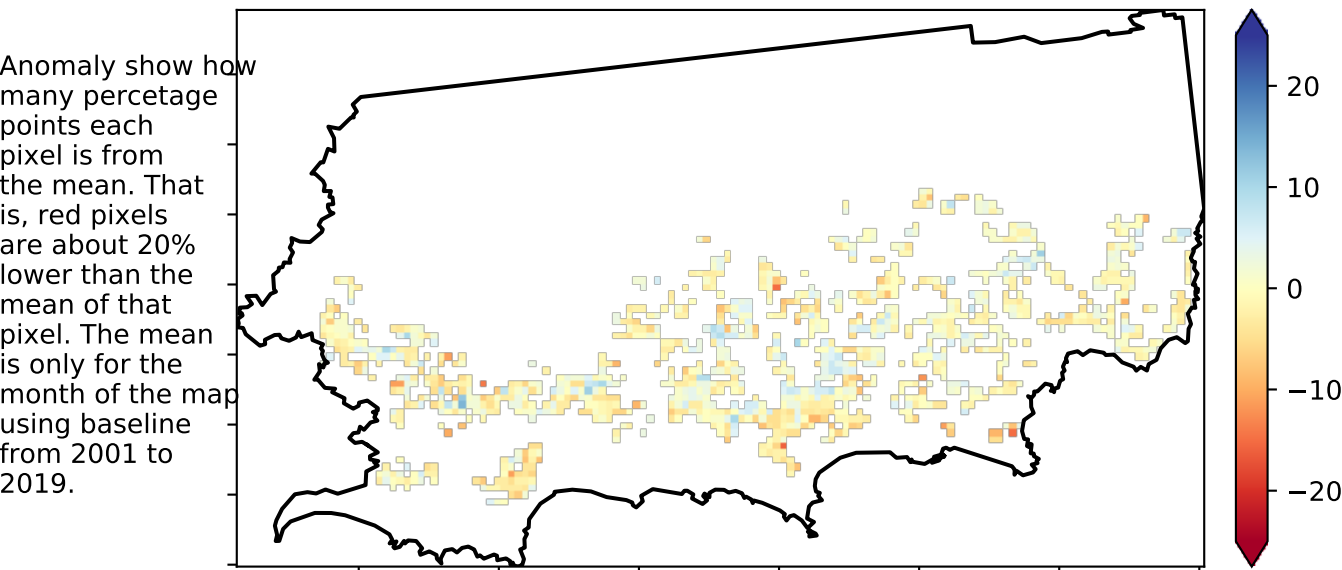 Anomaly show how
many percetage
points each
pixel is from
the mean. That
is, red pixels
are about 20%
lower than the
mean of that
pixel. The mean
is only for the
month of the map
using baseline
from 2001 to
2019.
20
10
0
−10
−20